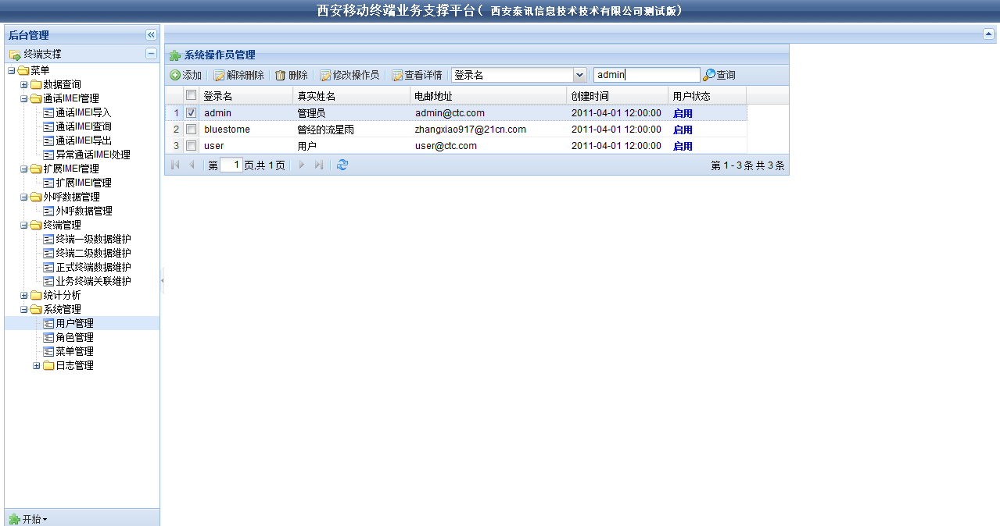 西安移动终端业务支撑平台( 西安泰讯信息技术技术有限公司测试版)
后台管理
终端支撑
菜单
数据查询
通话IMEI管理
通话IMEI导入
通话IMEI查询
通话IMEI导出
异常通话IMEI处理
扩展IMEI管理
扩展IMEI管理
外呼数据管理
外呼数据管理
终端管理
终端一级数据维护
终端二级数据维护
正式终端数据维护
业务终端关联维护
统计分析
系统管理
用户管理
角色管理
菜单管理
日志管理
开始
系统操作员管理
添加 解除删除 删除 修改操作员 查看详情 登录名 admin 查询
登录名 真实姓名 电邮地址 创建时间 用户状态
1 admin 管理员 admin@ctc.com 2011-04-01 12:00:00 启用
2 bluestome 曾经的流星雨 zhangxiao917@21cn.com 2011-04-01 12:00:00 启用
3 user 用户 user@ctc.com 2011-04-01 12:00:00 启用
第 1 页,共 1 页 第 1 - 3 条 共 3 条